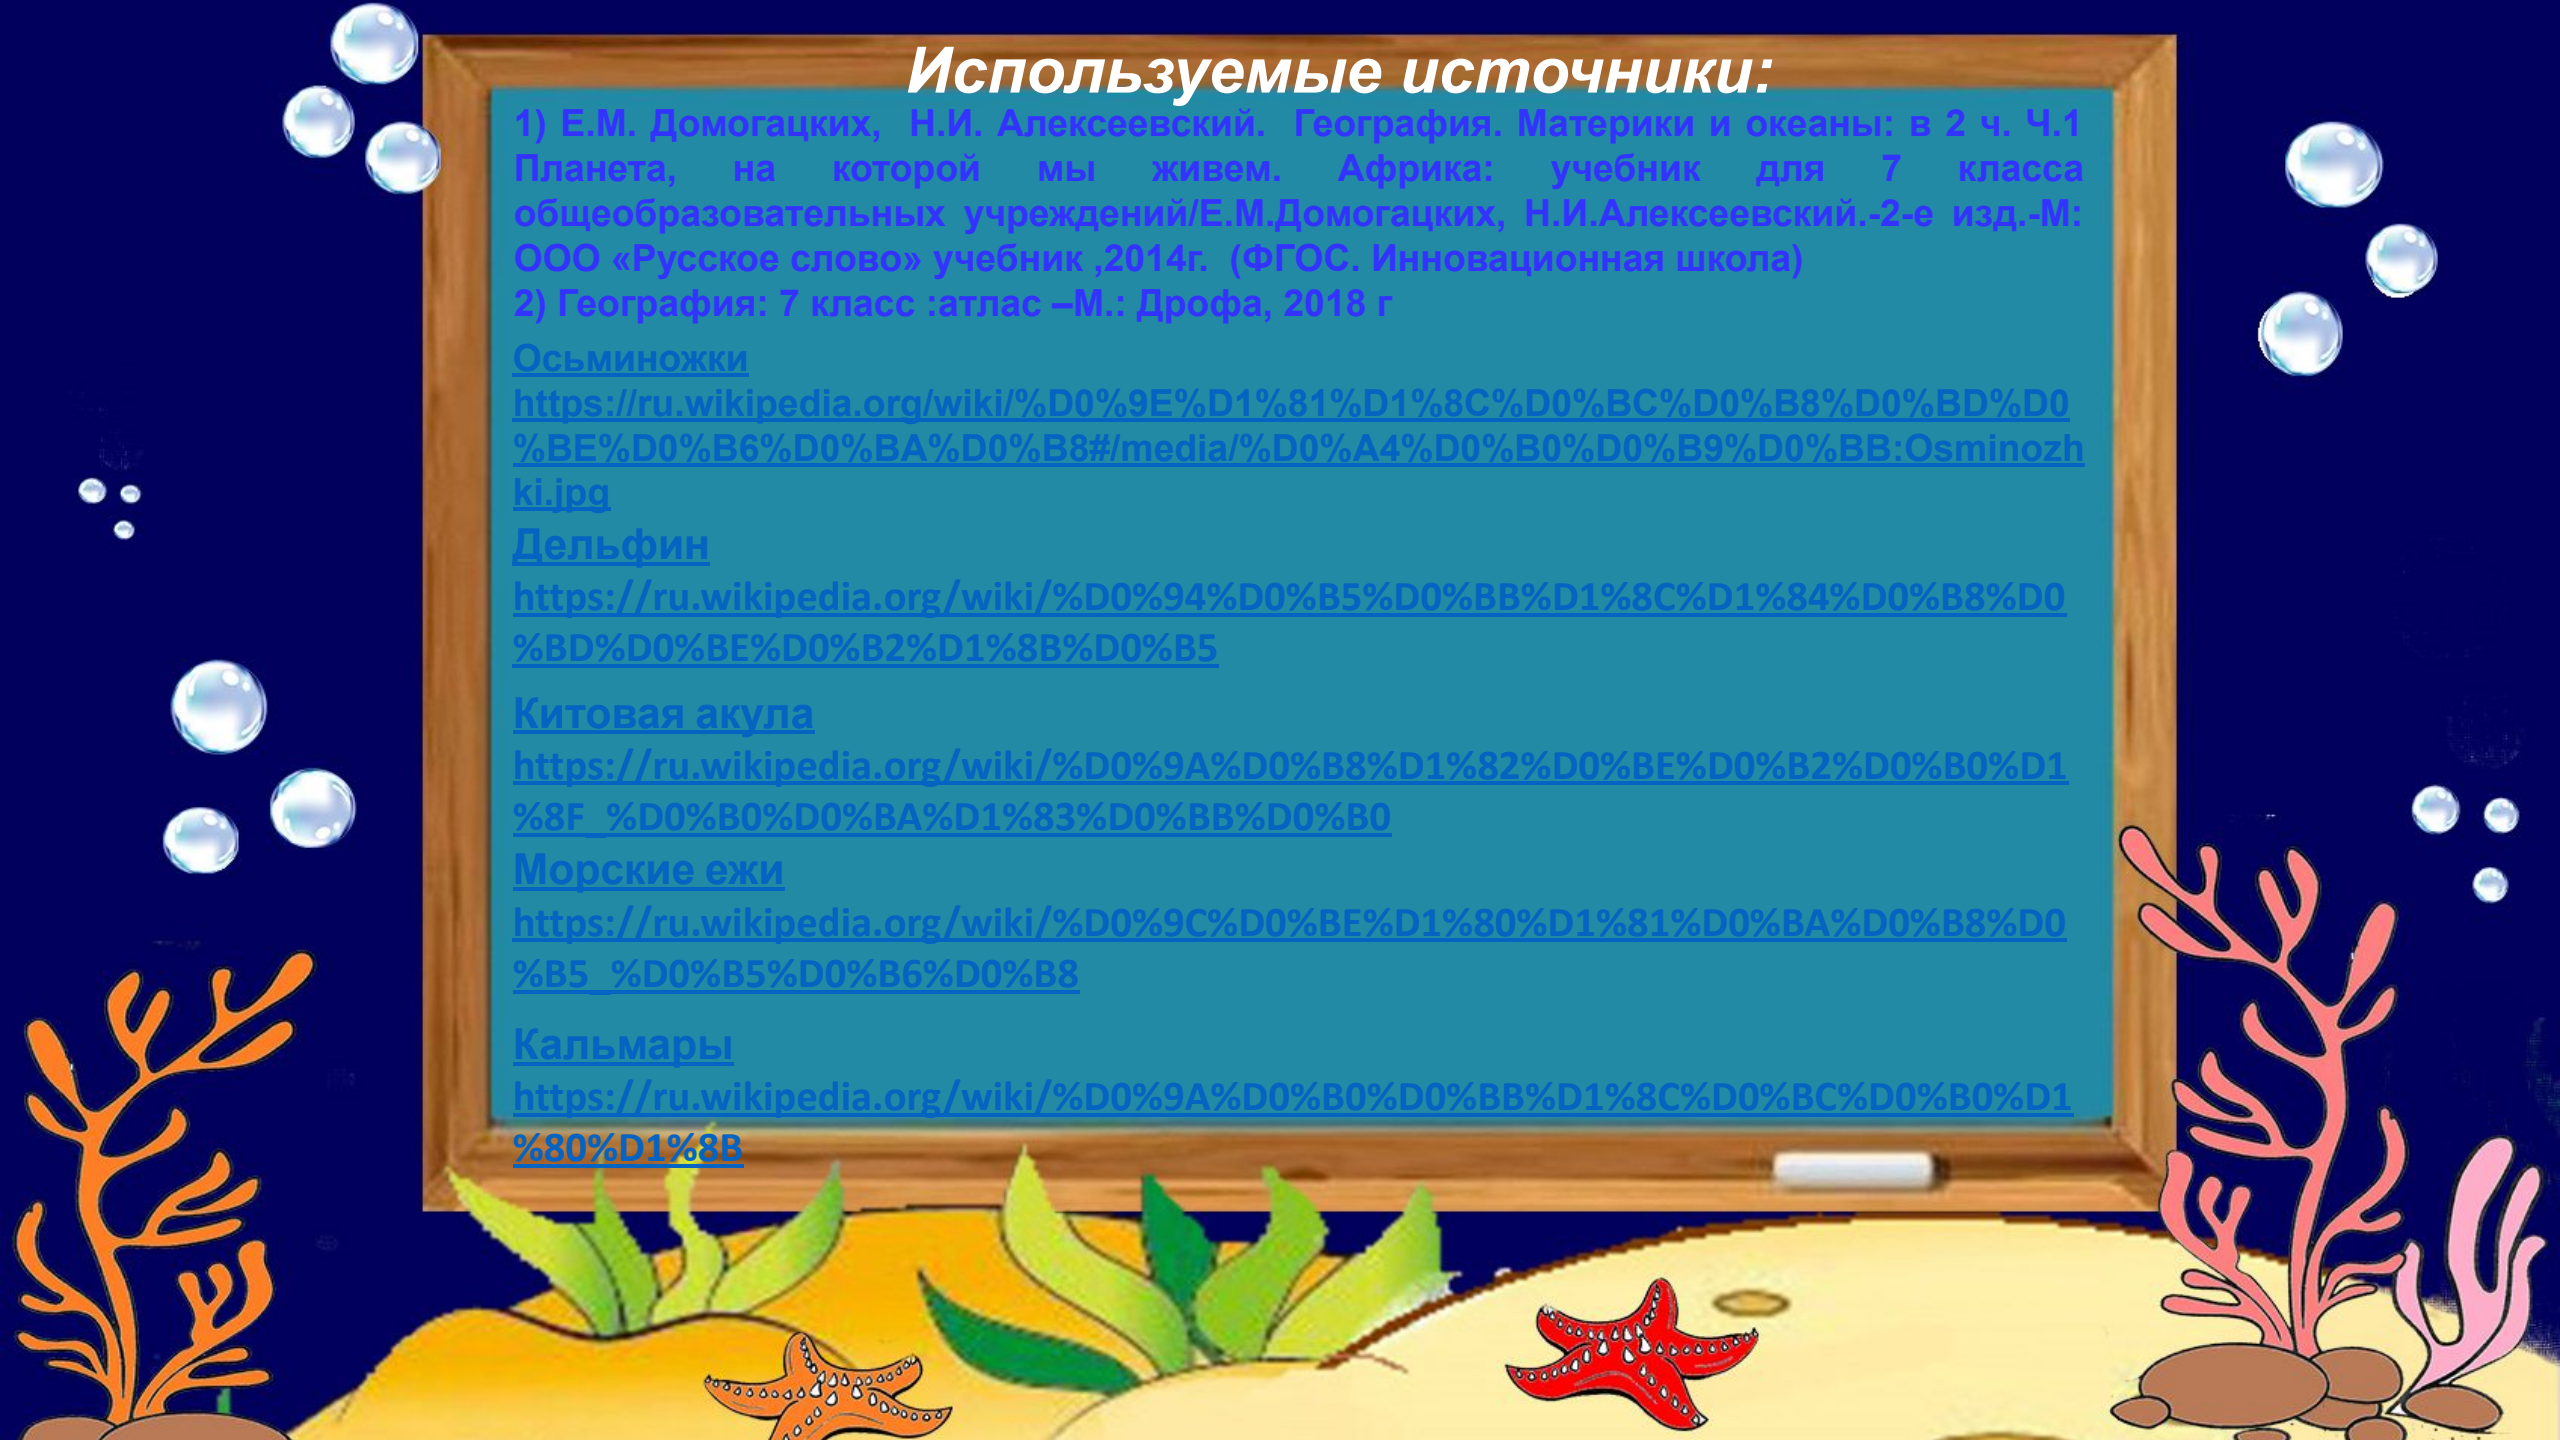 Используемые источники:
1) Е.М. Домогацких, Н.И. Алексеевский. География. Материки и океаны: в 2 ч. Ч.1
Планета, на которой мы живем. Африка: учебник для 7 класса
общеобразовательных учреждений/Е.М.Домогацких, Н.И.Алексеевский.-2-е изд.-М:
ООО «Русское слово» учебник ,2014г. (ФГОС. Инновационная школа)
2) География: 7 класс :атлас –М.: Дрофа, 2018 г
Осьминожки
https://ru.wikipedia.org/wiki/%D0%9E%D1%81%D1%8C%D0%BC%D0%B8%D0%BD%D0
%BE%D0%B6%D0%BA%D0%B8#/media/%D0%A4%D0%B0%D0%B9%D0%BB:Osminozh
ki.jpg
Дельфин
https://ru.wikipedia.org/wiki/%D0%94%D0%B5%D0%BB%D1%8C%D1%84%D0%B8%D0
%BD%D0%BE%D0%B2%D1%8B%D0%B5
Китовая акула
https://ru.wikipedia.org/wiki/%D0%9A%D0%B8%D1%82%D0%BE%D0%B2%D0%B0%D1
%8F_%D0%B0%D0%BA%D1%83%D0%BB%D0%B0
Морские ежи
https://ru.wikipedia.org/wiki/%D0%9C%D0%BE%D1%80%D1%81%D0%BA%D0%B8%D0
%B5_%D0%B5%D0%B6%D0%B8
Кальмары
https://ru.wikipedia.org/wiki/%D0%9A%D0%B0%D0%BB%D1%8C%D0%BC%D0%B0%D1
%80%D1%8B